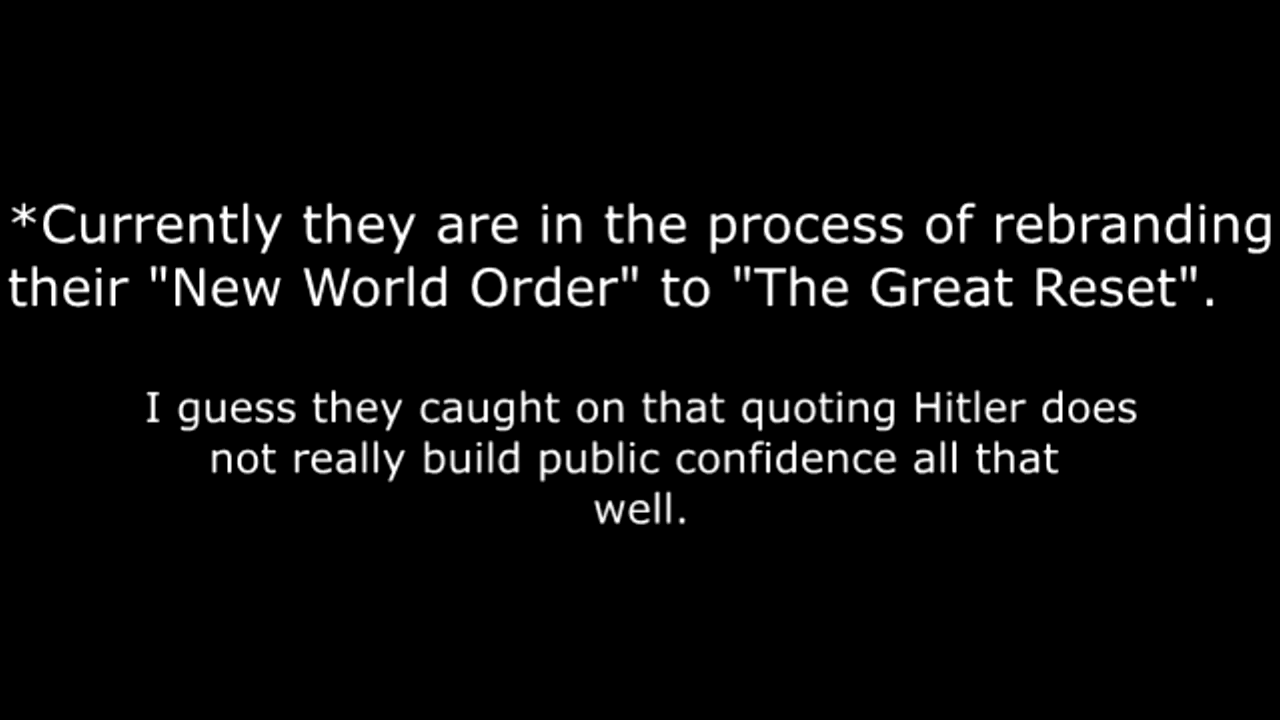 *Currently they are in the process of rebranding
their "New World Order" to "The Great Reset".
I guess they caught on that quoting Hitler does
not really build public confidence all that
well.